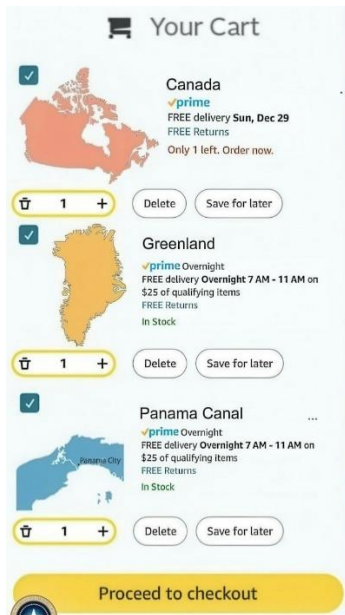 Your Cart
Canada
prime
FREE delivery Sun, Dec 29
FREE Returns
Only 1 left. Order now.
1 +
Delete
Save for later
Greenland
prime Overnight
FREE delivery Overnight 7 AM - 11 AM on
$25 of qualifying items
FREE Returns
In Stock
1 +
Delete
Save for later
Panama Canal
...
prime Overnight
FREE delivery Overnight 7 AM - 11 AM on
$25 of qualifying items
FREE Returns
In Stock
Panama City
1 +
Delete
Save for later
Proceed to checkout